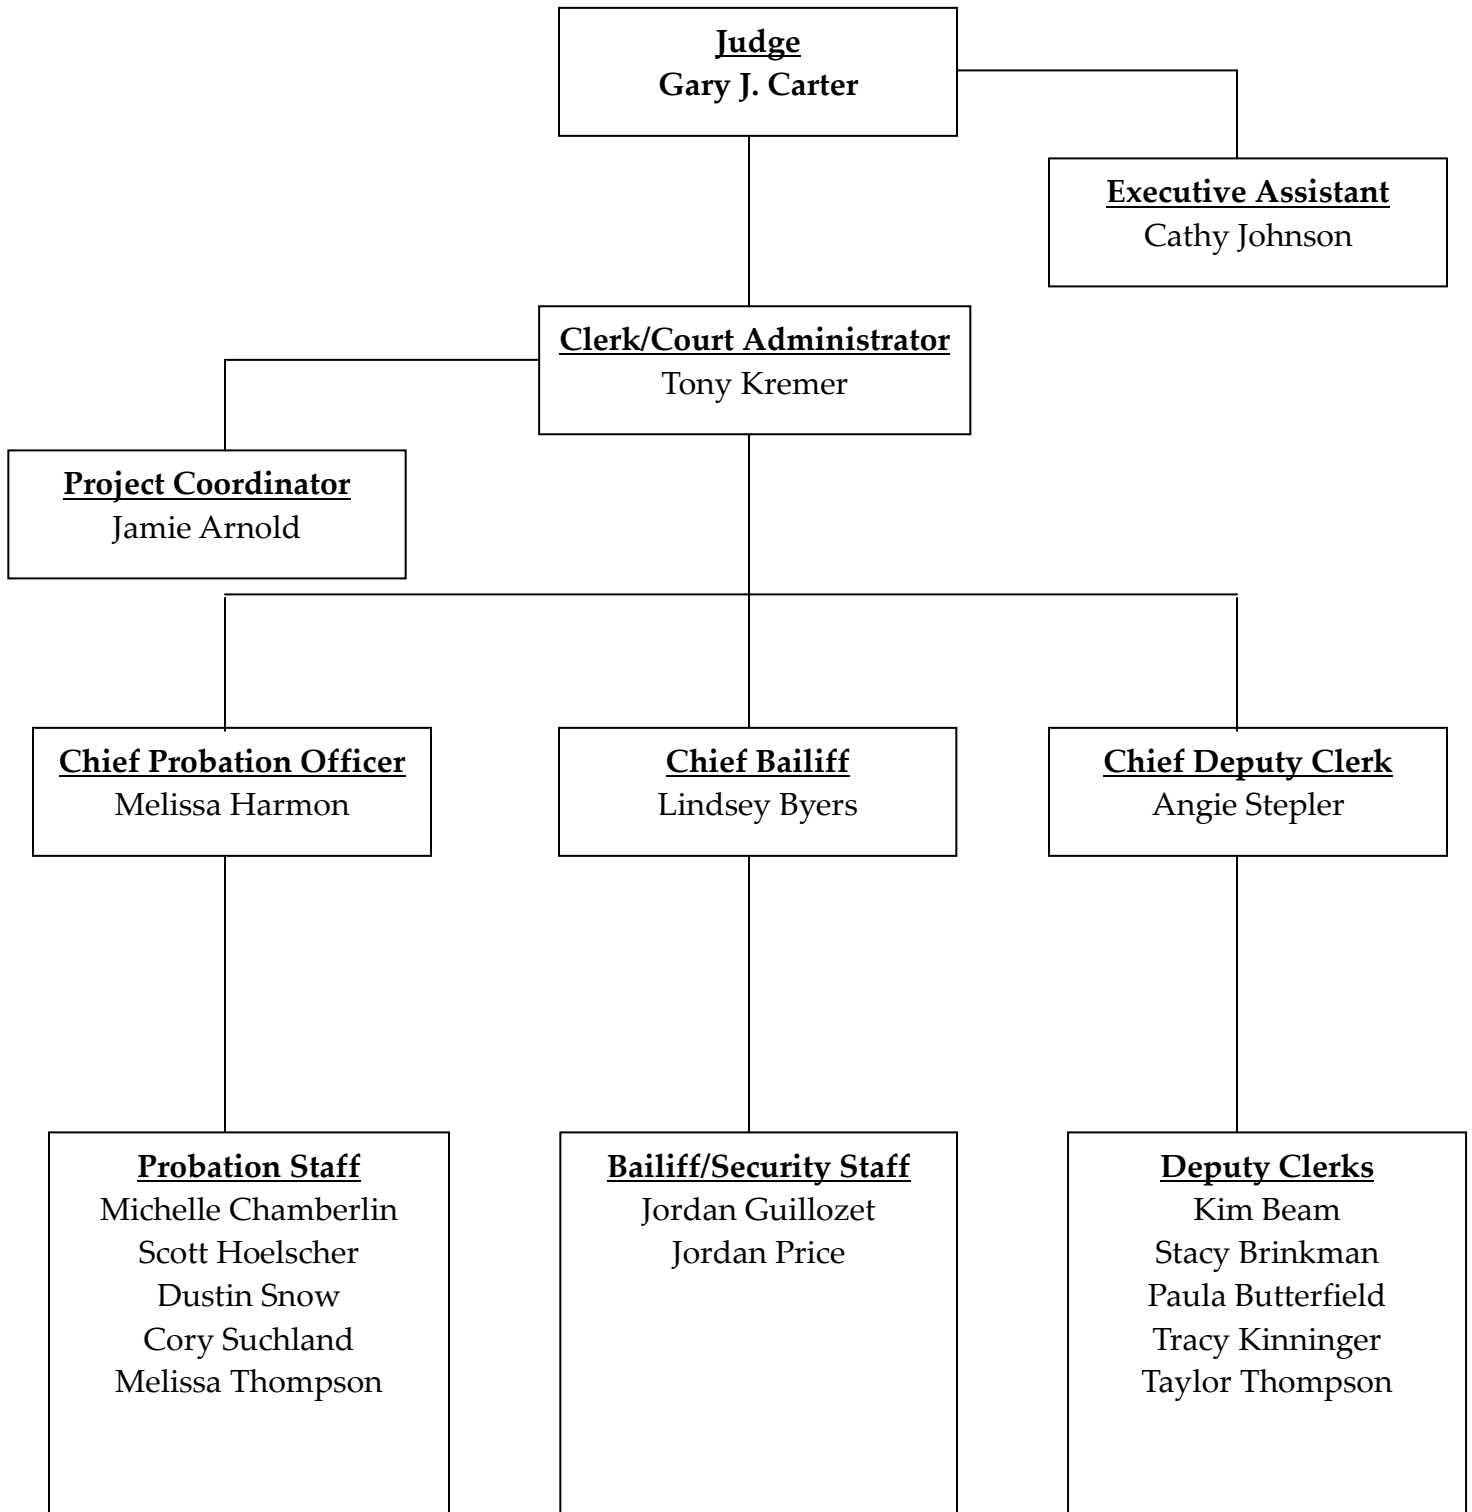 Judge
Gary J. Carter
Executive Assistant
Cathy Johnson
Clerk/Court Administrator
Tony Kremer
Project Coordinator
Jamie Arnold
Chief Probation Officer
Melissa Harmon
Chief Bailiff
Lindsey Byers
Chief Deputy Clerk
Angie Stepler
Probation Staff
Michelle Chamberlin
Scott Hoelscher
Dustin Snow
Cory Suchland
Melissa Thompson
Bailiff/Security Staff
Jordan Guillozet
Jordan Price
Deputy Clerks
Kim Beam
Stacy Brinkman
Paula Butterfield
Tracy Kinninger
Taylor Thompson